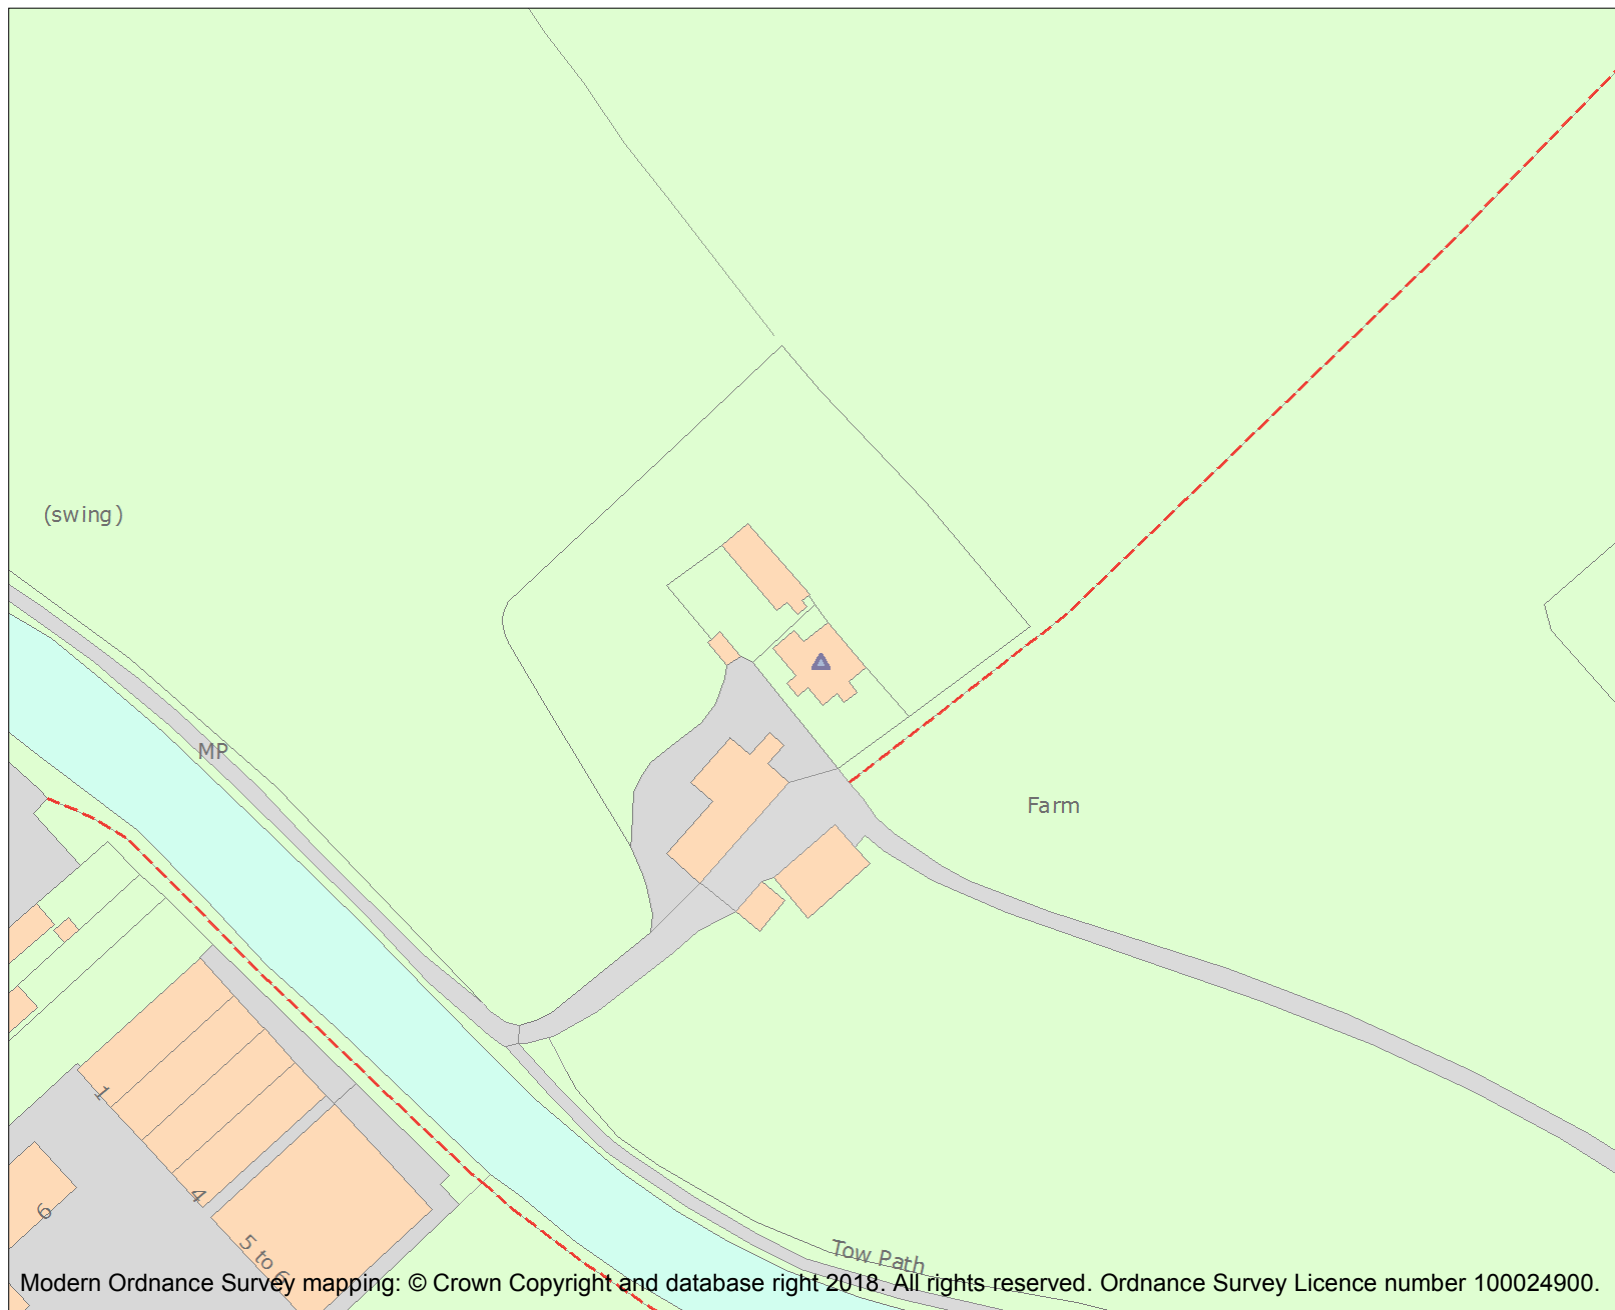 (swing)
MP
Farm
1
4
6
5 to 6
Tow Path
Modern Ordnance Survey mapping: © Crown Copyright and database right 2018. All rights reserved. Ordnance Survey Licence number 100024900.